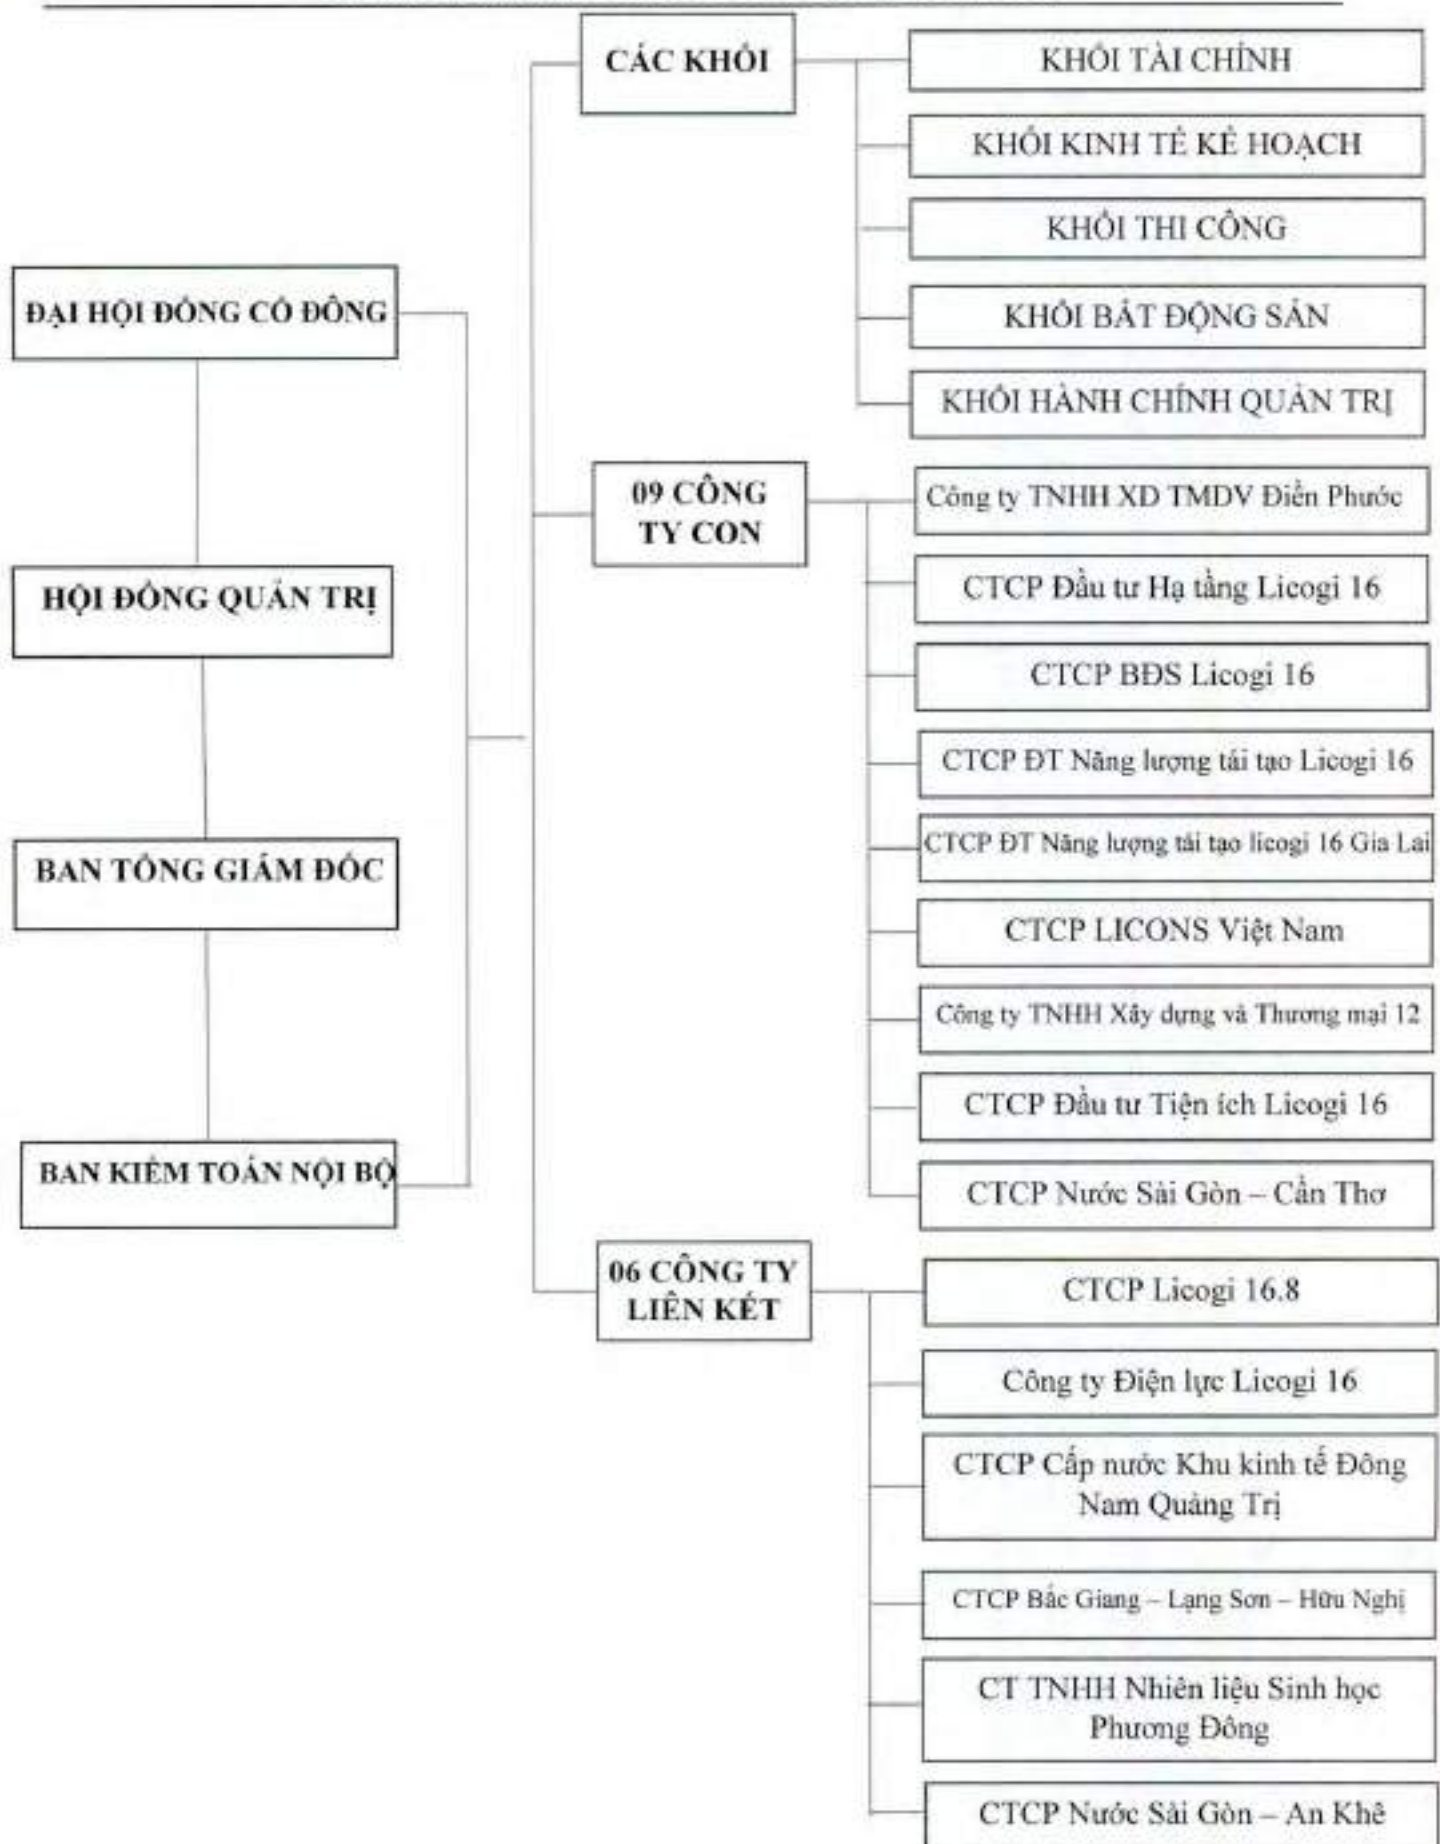 CÁC KHỐI
KHỐI TÀI CHÍNH
KHỐI KINH TẾ KẾ HOẠCH
KHỐI THI CÔNG
KHỐI BẤT ĐỘNG SẢN
KHỐI HÀNH CHÍNH QUẢN TRỊ
ĐẠI HỘI ĐỒNG CỔ ĐÔNG
HỘI ĐỒNG QUẢN TRỊ
BAN TỔNG GIÁM ĐỐC
BAN KIỂM TOÁN NỘI BỘ
09 CÔNG
TY CON
Công ty TNHH XD TMDV Điền Phước
CTCP Đầu tư Hạ tầng Licogi 16
CTCP BĐS Licogi 16
CTCP ĐT Năng lượng tái tạo Licogi 16
CTCP ĐT Năng lượng tái tạo licogi 16 Gia Lai
CTCP LICONS Việt Nam
Công ty TNHH Xây dựng và Thương mại 12
CTCP Đầu tư Tiện ích Licogi 16
CTCP Nước Sài Gòn – Cần Thơ
06 CÔNG TY
LIÊN KẾT
CTCP Licogi 16.8
Công ty Điện lực Licogi 16
CTCP Cấp nước Khu kinh tế Đông
Nam Quảng Trị
CTCP Bắc Giang – Lạng Sơn – Hữu Nghị
CT TNHH Nhiên liệu Sinh học
Phương Đông
CTCP Nước Sài Gòn – An Khê